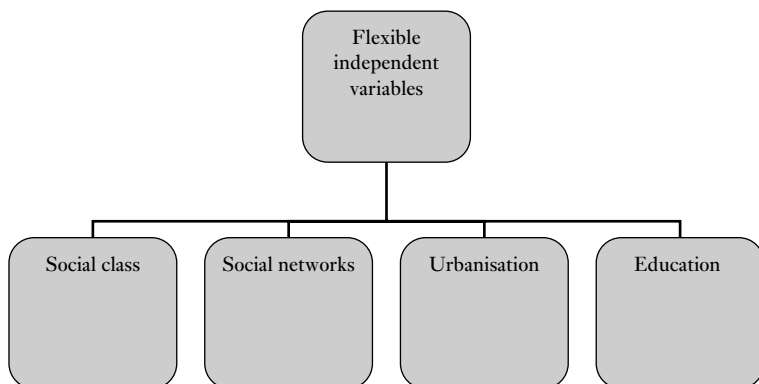 Flexible
independent
variables
Social class
Social networks
Urbanisation
Education